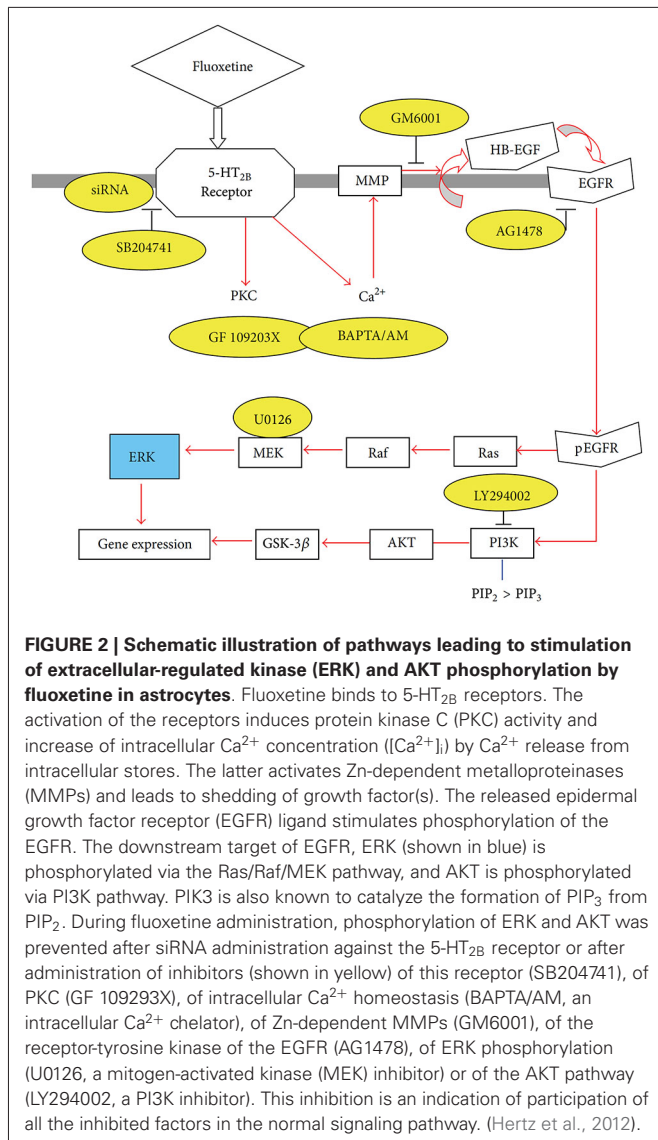 Fluoxetine
GM6001
HB-EGF
5-HT2B
Receptor
MMP
EGFR
siRNA
SB204741
AG1478
PKC
Ca2+
GF 109203X
BAPTA/AM
U0126
ERK
MEK
Raf
Ras
pEGFR
LY294002
Gene expression
GSK-3β
AKT
PI3K
PIP2 > PIP3
FIGURE 2 | Schematic illustration of pathways leading to stimulation
of extracellular-regulated kinase (ERK) and AKT phosphorylation by
fluoxetine in astrocytes. Fluoxetine binds to 5-HT2B receptors. The
activation of the receptors induces protein kinase C (PKC) activity and
increase of intracellular Ca2+ concentration ([Ca2+]i) by Ca2+ release from
intracellular stores. The latter activates Zn-dependent metalloproteinases
(MMPs) and leads to shedding of growth factor(s). The released epidermal
growth factor receptor (EGFR) ligand stimulates phosphorylation of the
EGFR. The downstream target of EGFR, ERK (shown in blue) is
phosphorylated via the Ras/Raf/MEK pathway, and AKT is phosphorylated
via PI3K pathway. PIK3 is also known to catalyze the formation of PIP3 from
PIP2. During fluoxetine administration, phosphorylation of ERK and AKT was
prevented after siRNA administration against the 5-HT2B receptor or after
administration of inhibitors (shown in yellow) of this receptor (SB204741), of
PKC (GF 109293X), of intracellular Ca2+ homeostasis (BAPTA/AM, an
intracellular Ca2+ chelator), of Zn-dependent MMPs (GM6001), of the
receptor-tyrosine kinase of the EGFR (AG1478), of ERK phosphorylation
(U0126, a mitogen-activated kinase (MEK) inhibitor) or of the AKT pathway
(LY294002, a PI3K inhibitor). This inhibition is an indication of participation of
all the inhibited factors in the normal signaling pathway. (Hertz et al., 2012).